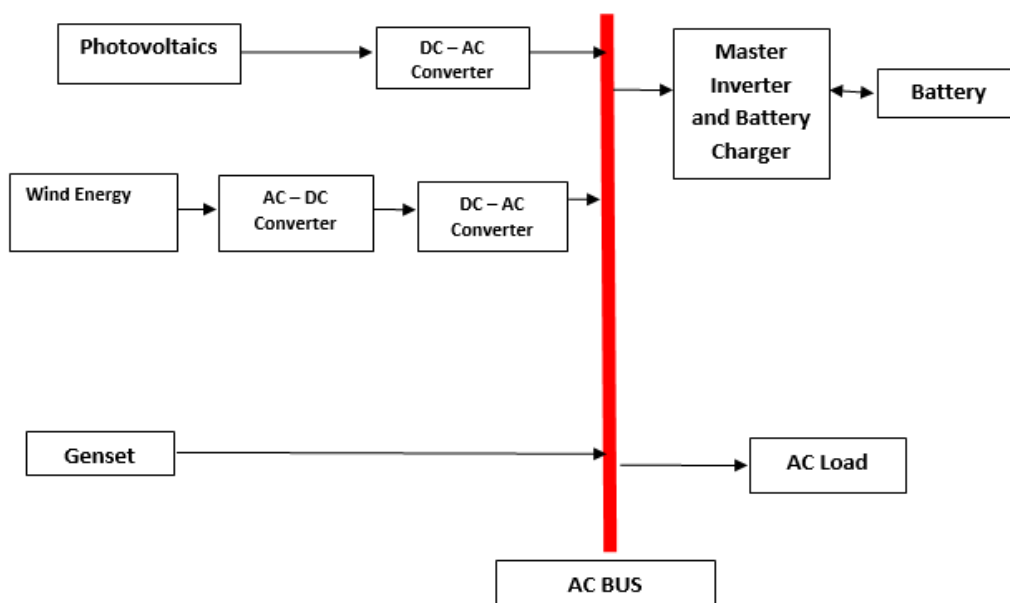 Photovoltaics
DC – AC
Converter
Master
Inverter
and Battery
Charger
Battery
Wind Energy
AC – DC
Converter
DC – AC
Converter
Genset
AC Load
AC BUS